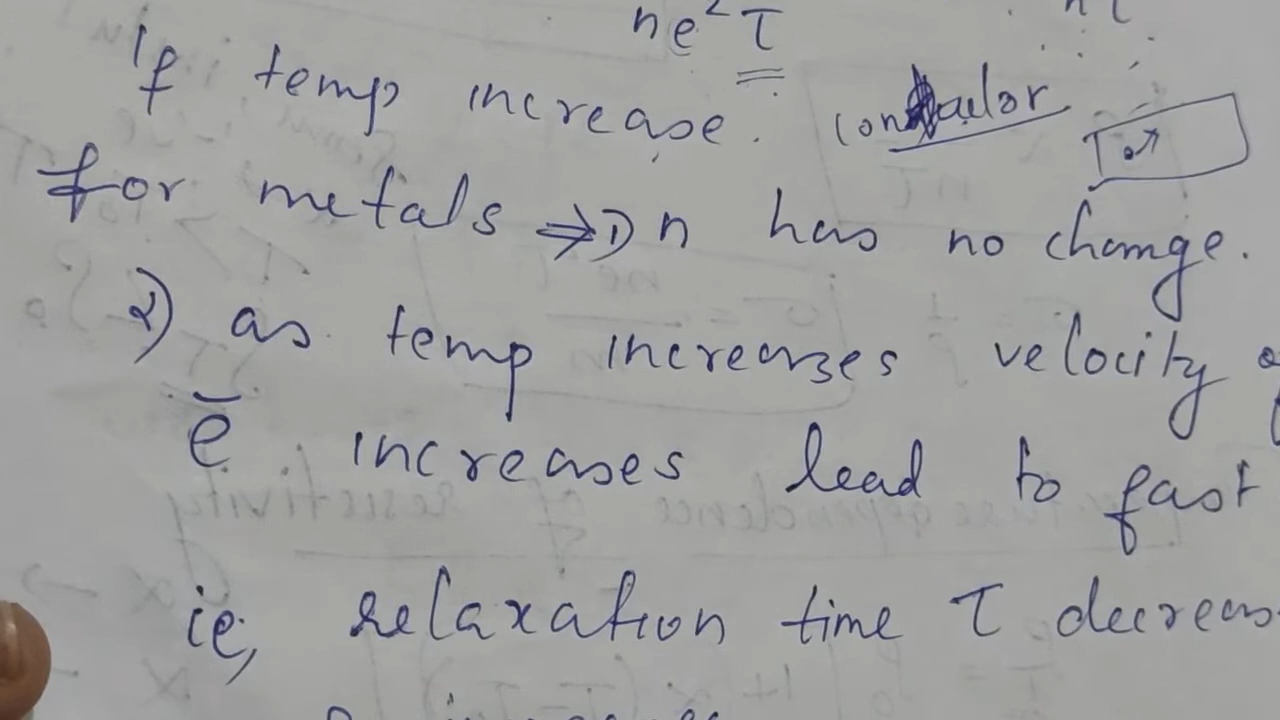 ne²τ
If temp increase.
for metals ⇒ 1) n has no change.
2) as temp increases velocity
ē increases lead to fast
ie, relaxation time τ decreas